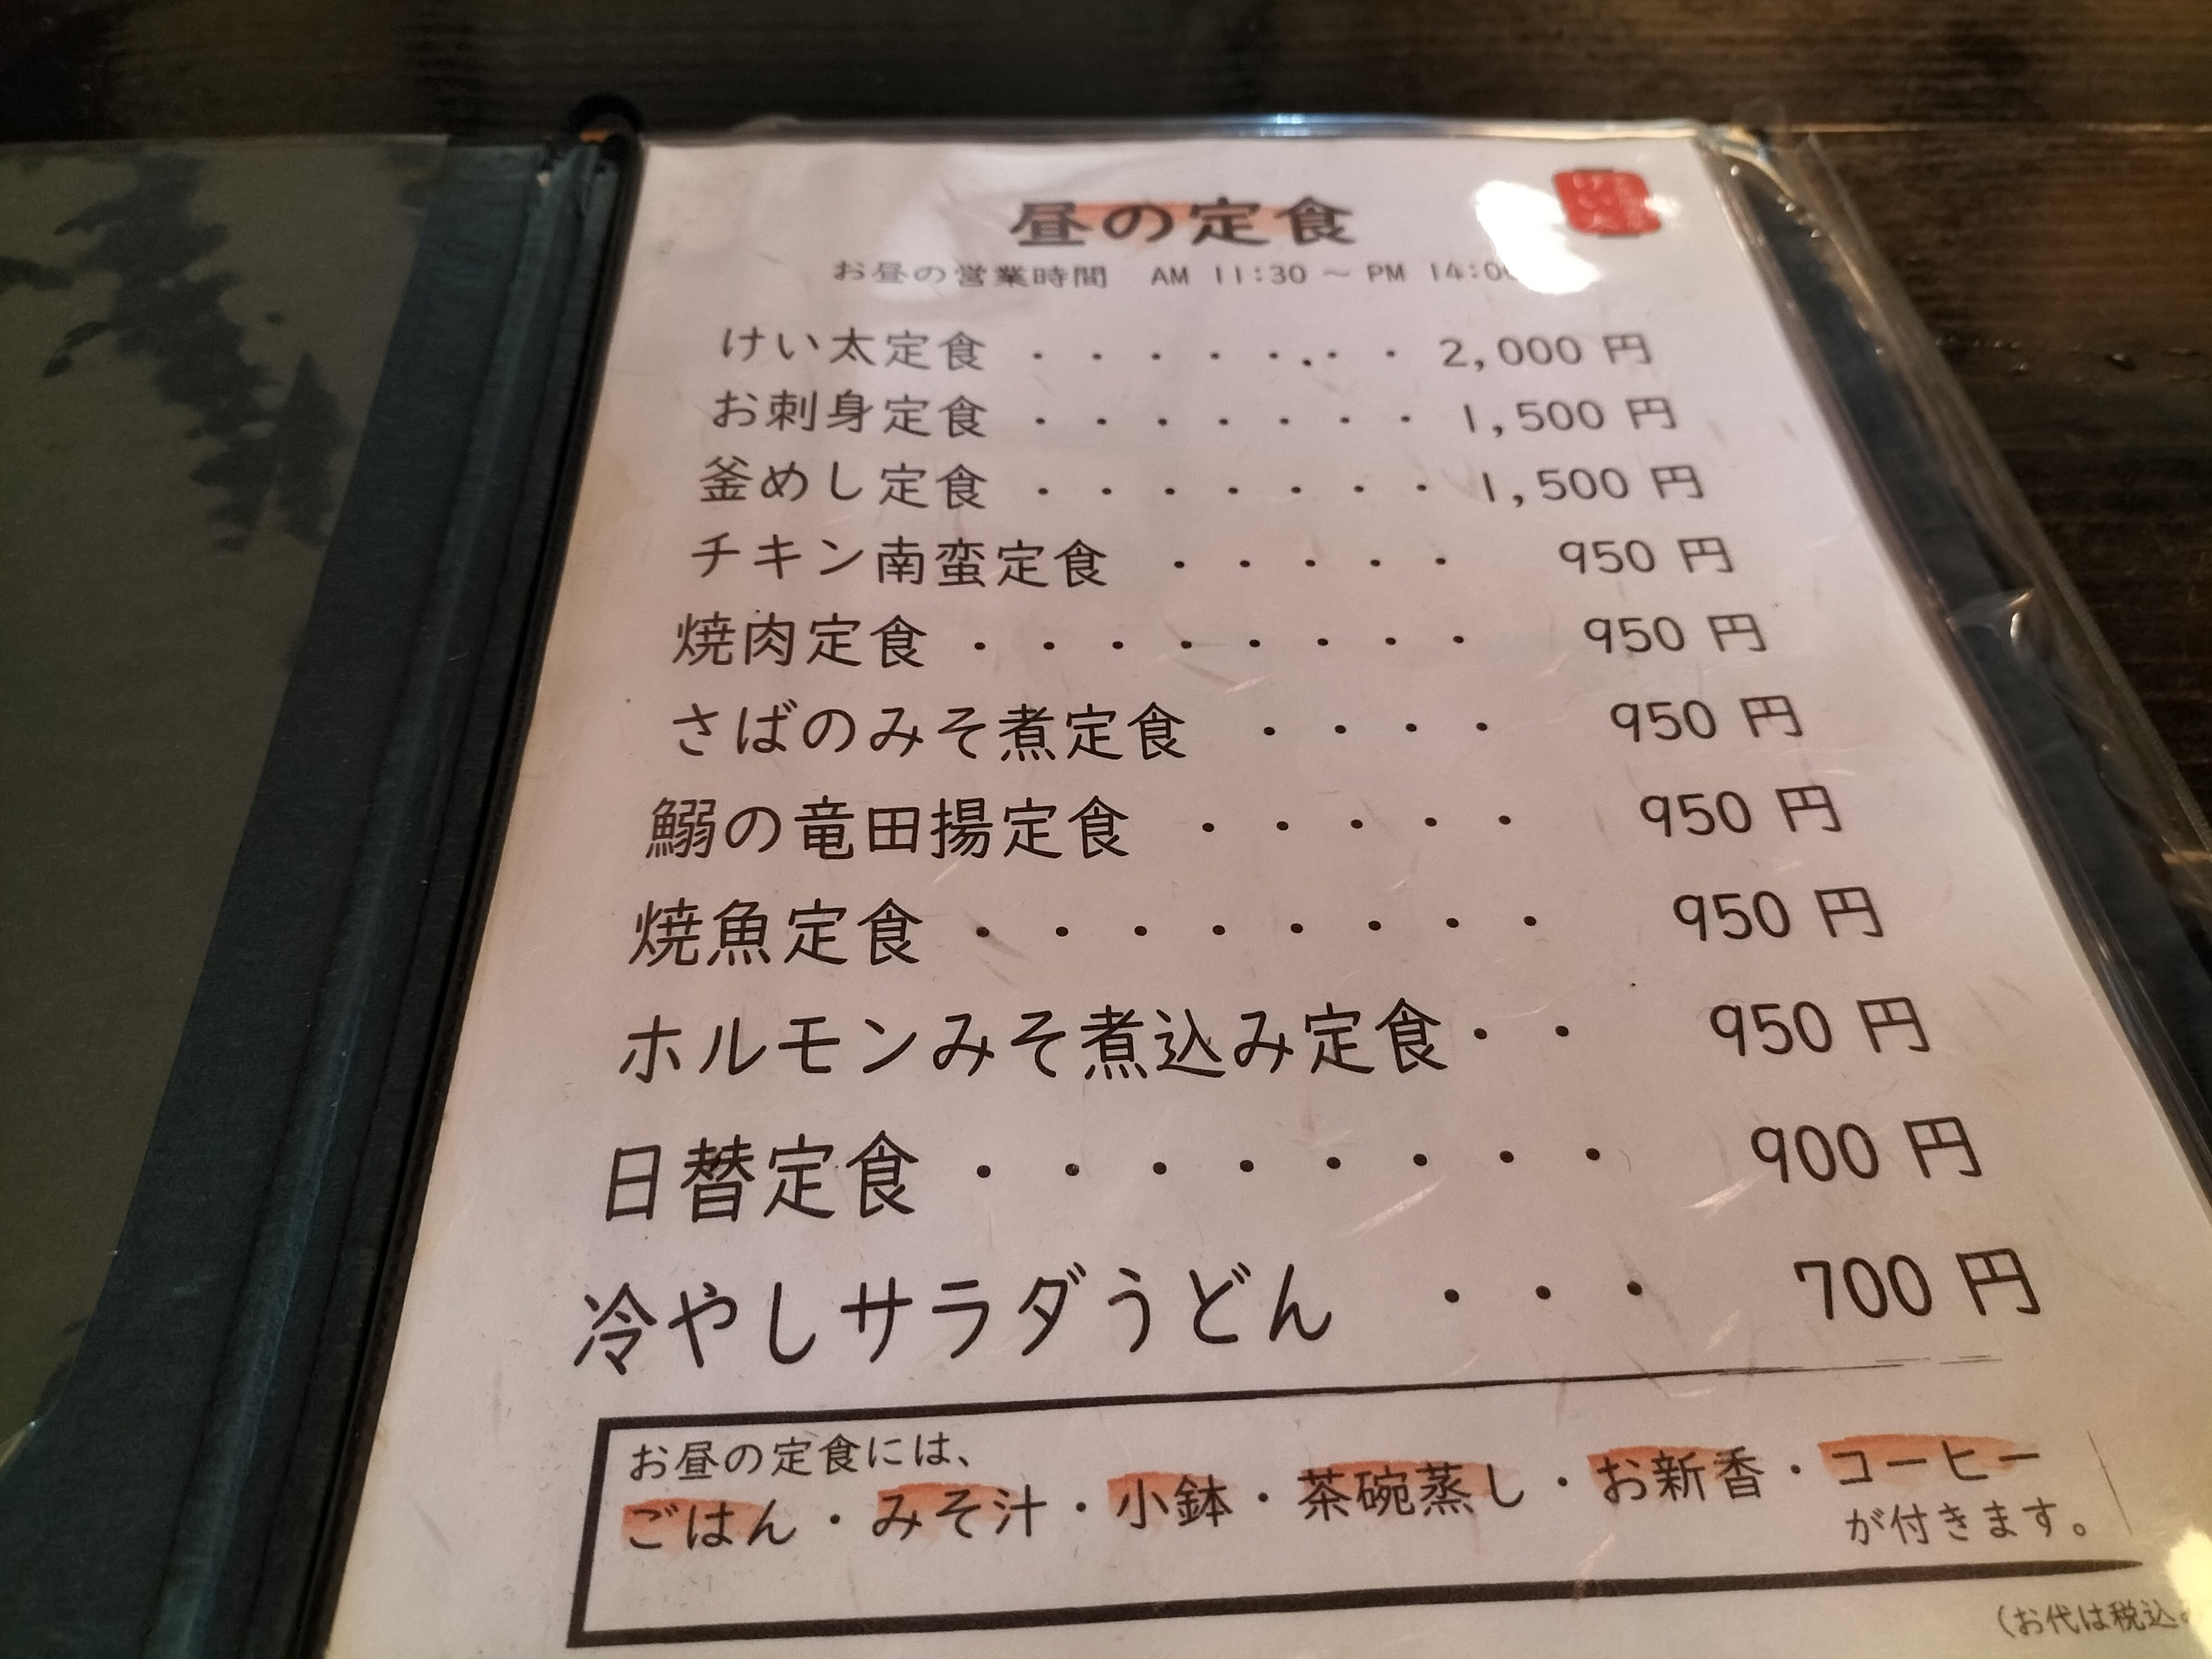 昼の定食
お昼の営業時間 AM 11:30 ～ PM 14:00
けい太定食 ・・・・・・・・ 2,000 円
お刺身定食 ・・・・・・・ 1,500 円
釜めし定食 ・・・・・・・ 1,500 円
チキン南蛮定食 ・・・・・ 950 円
焼肉定食 ・・・・・・・・ 950 円
さばのみそ煮定食 ・・・・ 950 円
鰯の竜田揚定食 ・・・・・ 950 円
焼魚定食 ・・・・・・・・ 950 円
ホルモンみそ煮込み定食・・ 950 円
日替定食 ・・・・・・・・ 900 円
冷やしサラダうどん ・・・ 700 円
お昼の定食には、
ごはん・みそ汁・小鉢・茶碗蒸し・お新香・コーヒー
が付きます。
(お代は税込